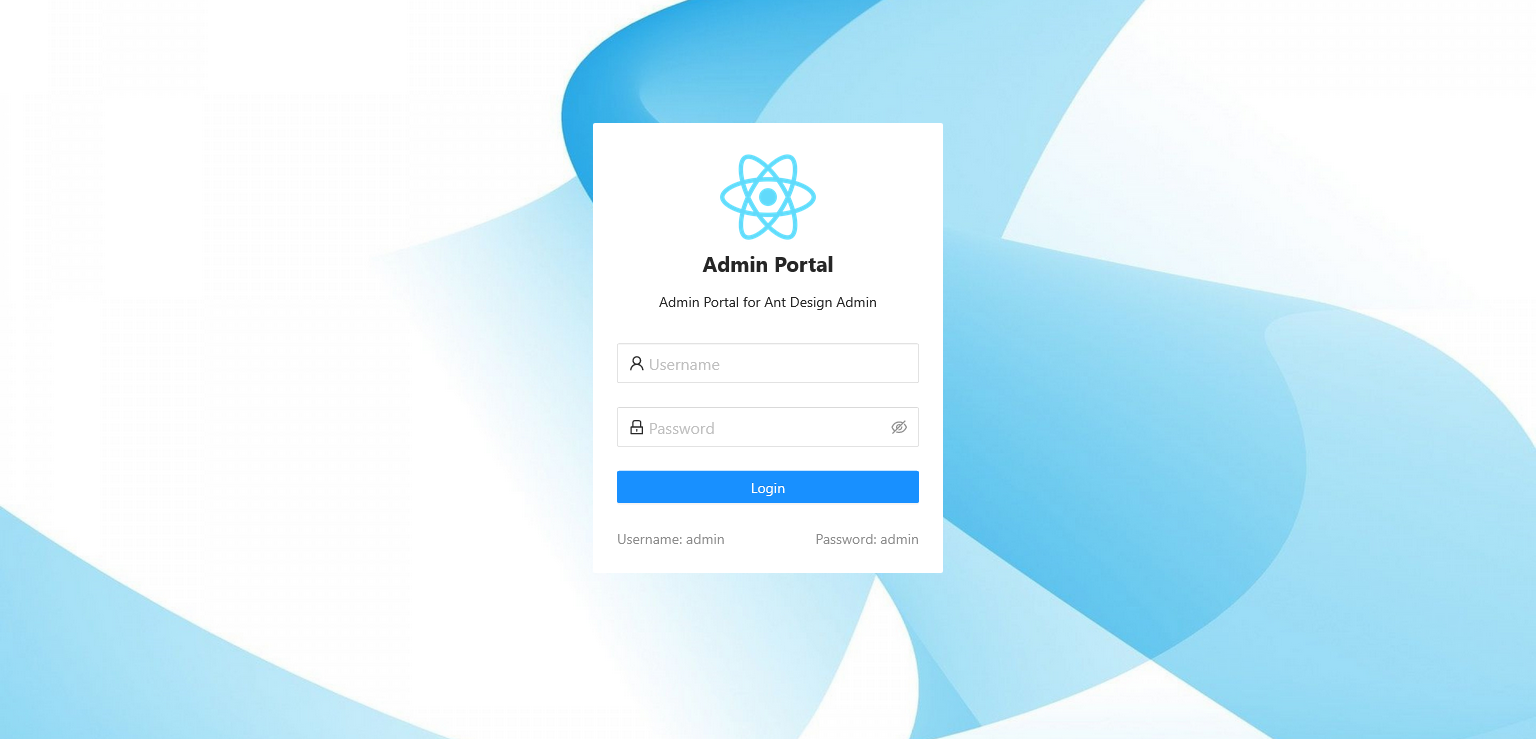 Admin Portal
Admin Portal for Ant Design Admin
Username
Password
Login
Username: admin Password: admin